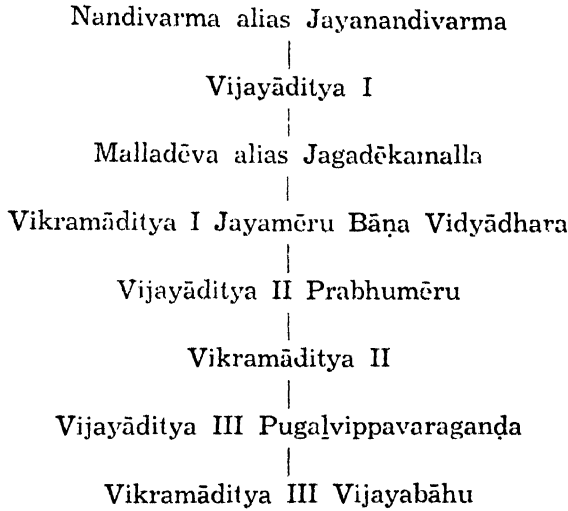 Nandivarma alias Jayanandivarma
Vijayāditya I
Malladēva alias Jagadēkamalla
Vikramāditya I Jayamēru Bāṇa Vidyādhara
Vijayāditya II Prabhumēru
Vikramāditya II
Vijayāditya III Pugaḻvippavaragaṇḍa
Vikramāditya III Vijayabāhu